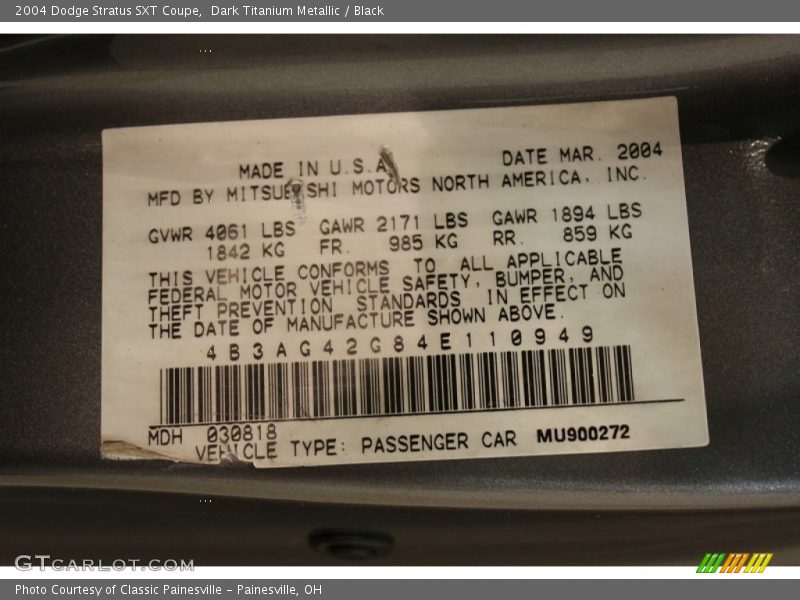 2004 Dodge Stratus SXT Coupe,  Dark Titanium Metallic / Black
MADE IN U.S.A. DATE MAR. 2004
MFD BY MITSUBISHI MOTORS NORTH AMERICA, INC.
GVWR 4061 LBS GAWR 2171 LBS GAWR 1894 LBS
1842 KG FR. 985 KG RR. 859 KG
THIS VEHICLE CONFORMS TO ALL APPLICABLE
FEDERAL MOTOR VEHICLE SAFETY, BUMPER, AND
THEFT PREVENTION STANDARDS IN EFFECT ON
THE DATE OF MANUFACTURE SHOWN ABOVE.
4B3AG42G84E110949
MDH 030818
VEHICLE TYPE: PASSENGER CAR MU900272
GTCARLOT.COM
Photo Courtesy of Classic Painesville – Painesville, OH